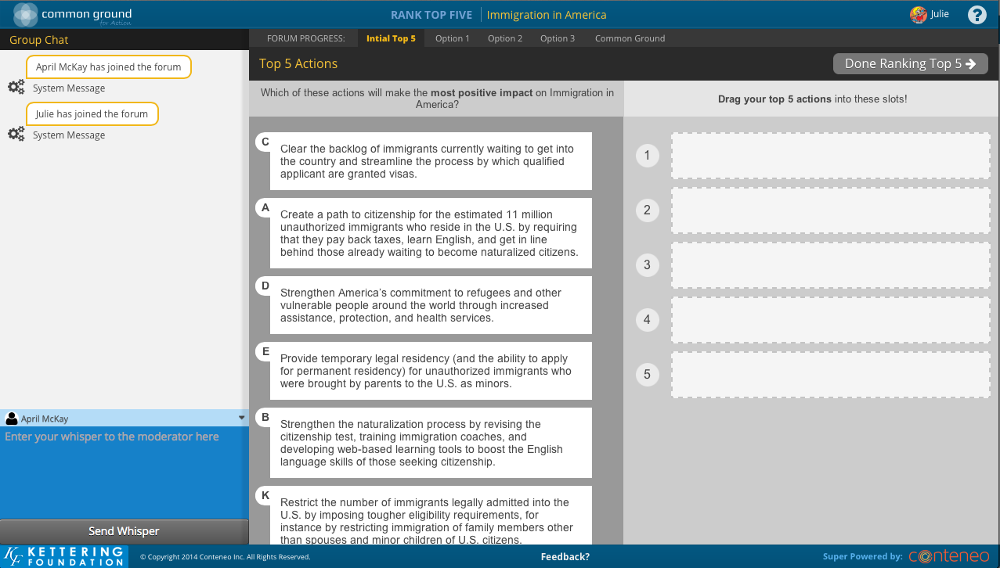 common ground
for Action
RANK TOP FIVE
Immigration in America
Julie
?
Group Chat
FORUM PROGRESS:
Intial Top 5
Option 1
Option 2
Option 3
Common Ground
Top 5 Actions
Done Ranking Top 5
April McKay has joined the forum
System Message
Julie has joined the forum
System Message
Which of these actions will make the most positive impact on Immigration in
America?
C
Clear the backlog of immigrants currently waiting to get into
the country and streamline the process by which qualified
applicant are granted visas.
A
Create a path to citizenship for the estimated 11 million
unauthorized immigrants who reside in the U.S. by requiring
that they pay back taxes, learn English, and get in line
behind those already waiting to become naturalized citizens.
D
Strengthen America's commitment to refugees and other
vulnerable people around the world through increased
assistance, protection, and health services.
E
Provide temporary legal residency (and the ability to apply
for permanent residency) for unauthorized immigrants who
were brought by parents to the U.S. as minors.
B
Strengthen the naturalization process by revising the
citizenship test, training immigration coaches, and
developing web-based learning tools to boost the English
language skills of those seeking citizenship.
K
Restrict the number of immigrants legally admitted into the
U.S. by imposing tougher eligibility requirements, for
instance by restricting immigration of family members other
than spouses and minor children of U.S. citizens.
Drag your top 5 actions into these slots!
1
2
3
4
5
April McKay
Enter your whisper to the moderator here
Send Whisper
KF KETTERING
FOUNDATION
© Copyright 2014 Conteneo Inc. All Rights Reserved.
Feedback?
Super Powered by:
conteneo